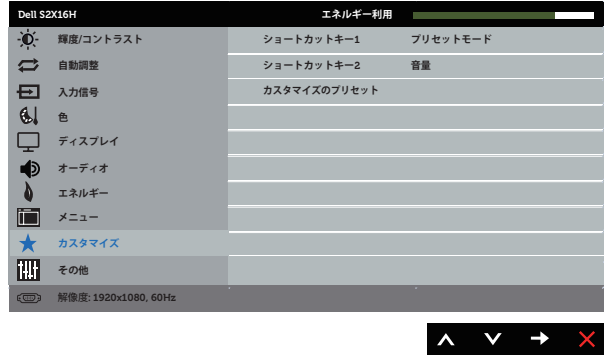 Dell S2X16H エネルギー利用
輝度/コントラスト ショートカットキー1 プリセットモード
自動調整 ショートカットキー2 音量
入力信号 カスタマイズのプリセット
色
ディスプレイ
オーディオ
エネルギー
メニュー
カスタマイズ
その他
解像度: 1920x1080, 60Hz